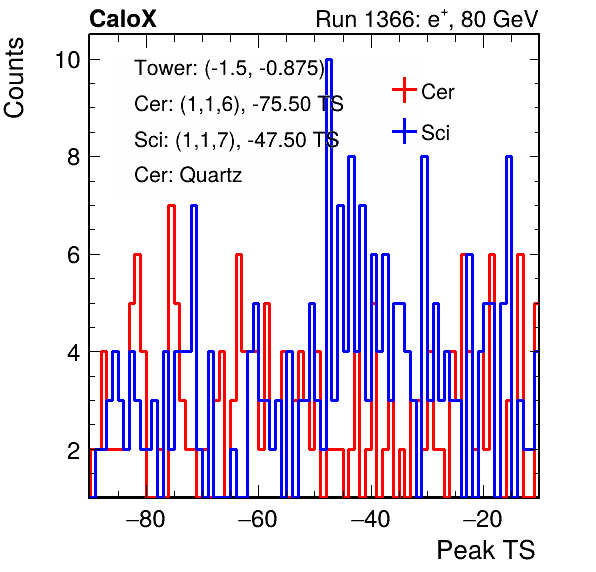 CaloX Run 1366: e⁺, 80 GeV
Counts
10
8
6
4
2
Tower: (-1.5, -0.875)
Cer: (1,1,6), -75.50 TS
Sci: (1,1,7), -47.50 TS
Cer: Quartz
Cer
Sci
−80 −60 −40 −20
Peak TS